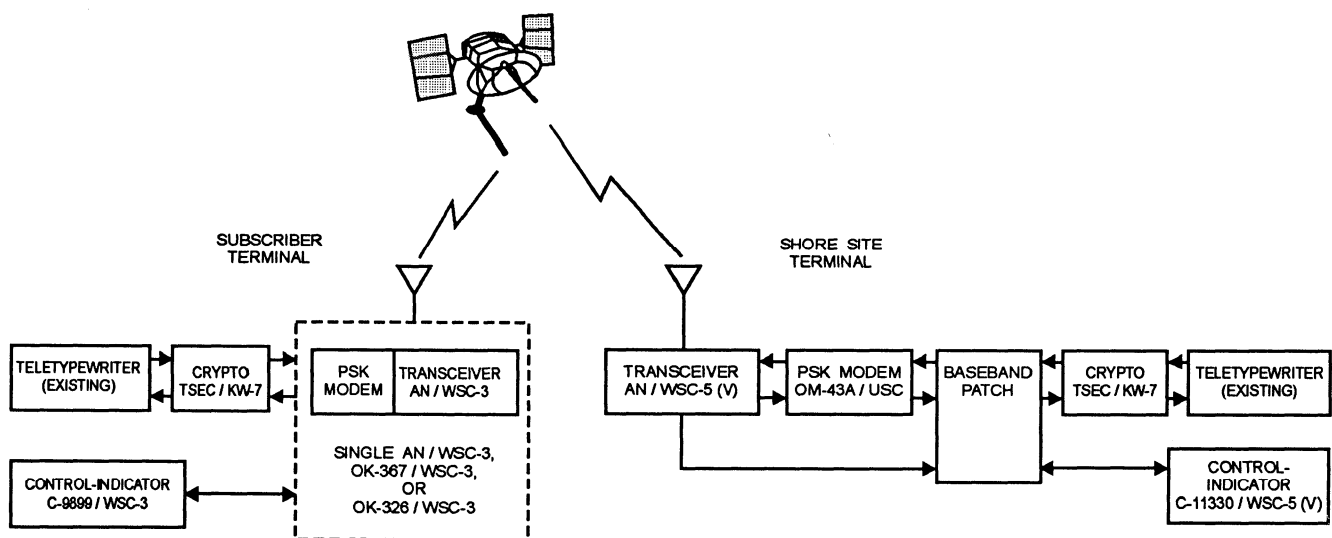 SUBSCRIBER
TERMINAL
SHORE SITE
TERMINAL
TELETYPEWRITER
(EXISTING)
CRYPTO
TSEC / KW-7
PSK
MODEM
TRANSCEIVER
AN / WSC-3
SINGLE AN / WSC-3,
OK-367 / WSC-3,
OR
OK-326 / WSC-3
CONTROL-INDICATOR
C-9899 / WSC-3
TRANSCEIVER
AN / WSC-5 (V)
PSK MODEM
OM-43A / USC
BASEBAND
PATCH
CRYPTO
TSEC / KW-7
TELETYPEWRITER
(EXISTING)
CONTROL-
INDICATOR
C-11330 / WSC-5 (V)